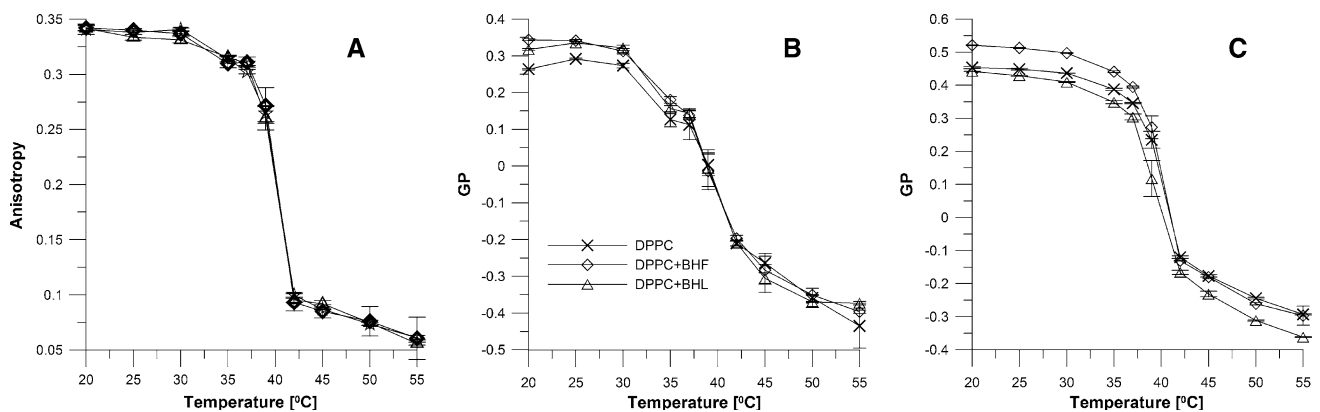 A
0.35
0.3
0.25
0.2
0.15
0.1
0.05
Anisotropy
20 25 30 35 40 45 50 55
Temperature [⁰C]
B
0.4
0.3
0.2
0.1
0
-0.1
-0.2
-0.3
-0.4
-0.5
GP
DPPC
DPPC+BHF
DPPC+BHL
20 25 30 35 40 45 50 55
Temperature [⁰C]
C
0.6
0.5
0.4
0.3
0.2
0.1
0
-0.1
-0.2
-0.3
-0.4
GP
20 25 30 35 40 45 50 55
Temperature [⁰C]